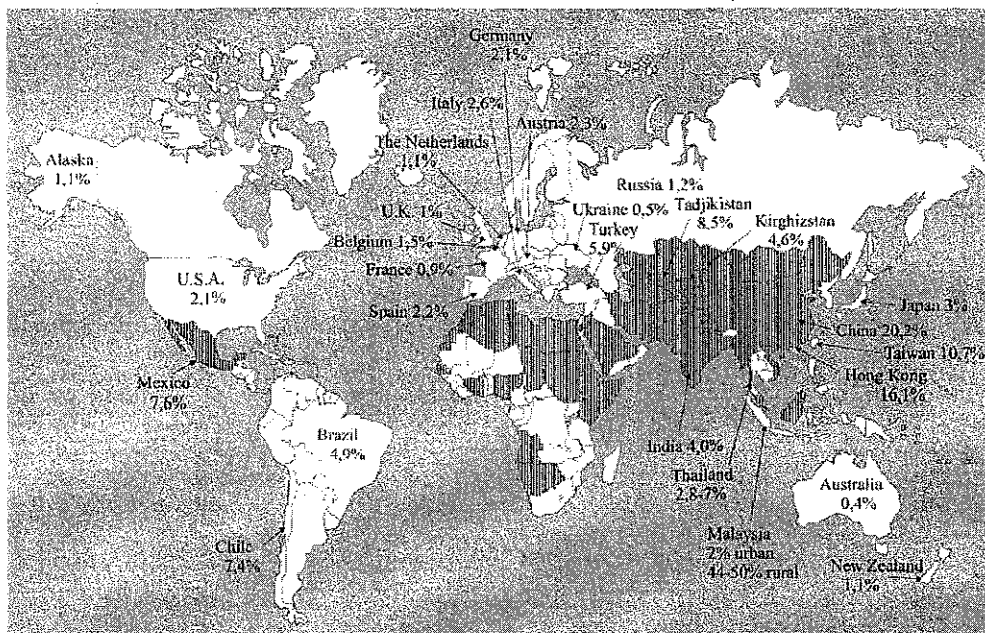 Germany
2,1%
Italy 2,6%
Austria 2,3%
The Netherlands
1,1%
Alaska
1,1%
Russia 1,2%
U.K. 1%
Ukraine 0,5%
Tadjikistan
8,5%
Turkey
5,9%
Kirghizstan
4,6%
Belgium 1,5%
France 0,9%
U.S.A.
2,1%
Spain 2,2%
Japan 3%
China 20,2%
Taiwan 10,7%
Hong Kong
16,1%
Mexico
7,6%
Brazil
4,9%
India 4,0%
Thailand
2,8-7%
Australia
0,4%
Chile
7,4%
Malaysia
2% urban
44-50% rural
New Zealand
1,1%